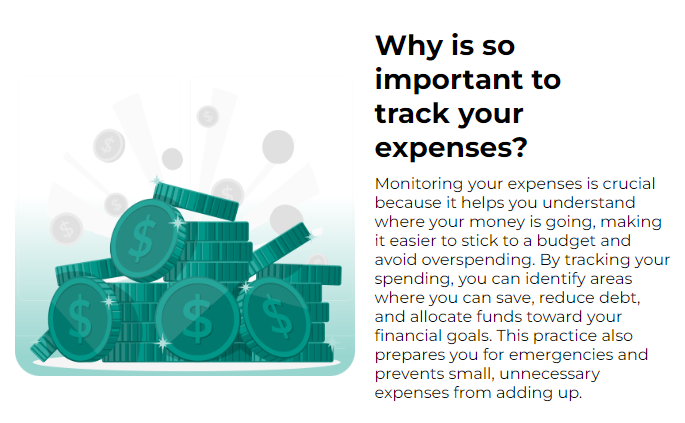 Why is so
important to
track your
expenses?
Monitoring your expenses is crucial
because it helps you understand
where your money is going, making
it easier to stick to a budget and
avoid overspending. By tracking your
spending, you can identify areas
where you can save, reduce debt,
and allocate funds toward your
financial goals. This practice also
prepares you for emergencies and
prevents small, unnecessary
expenses from adding up.